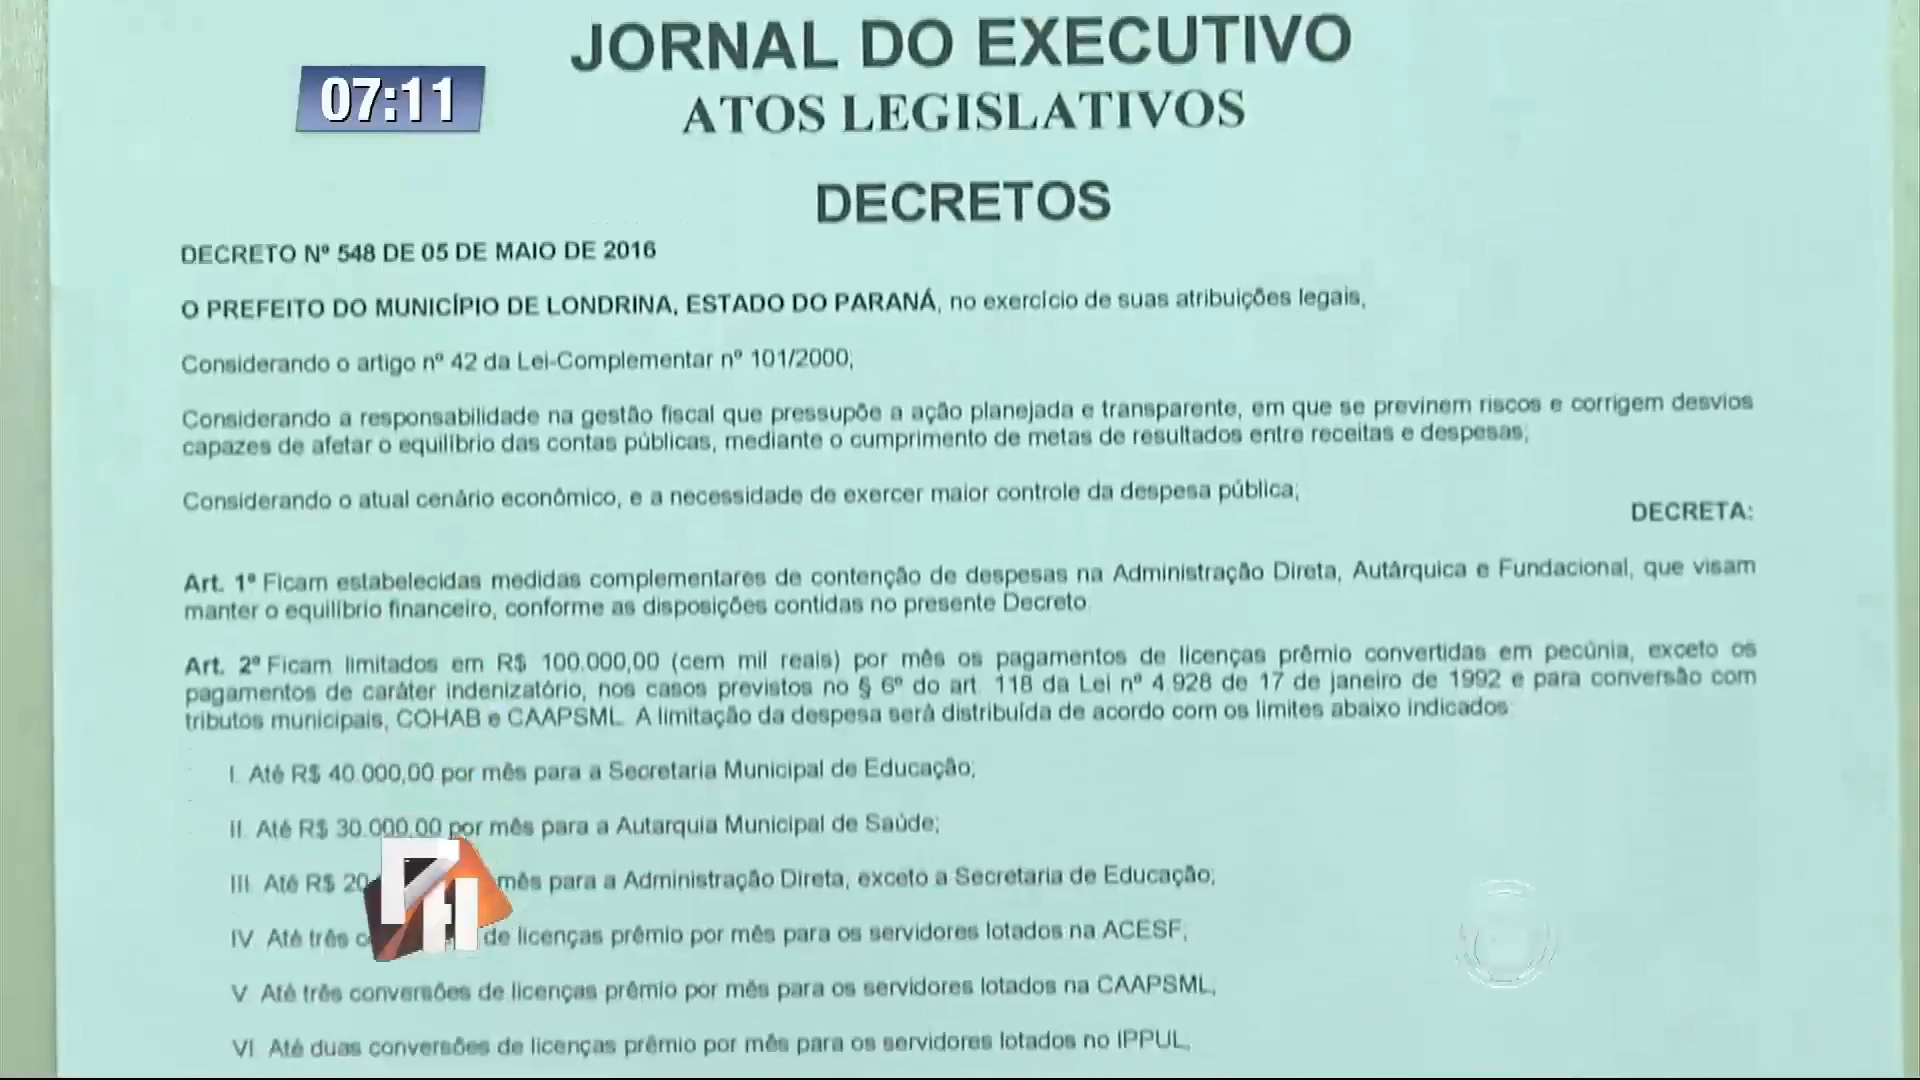 JORNAL DO EXECUTIVO
07:11
ATOS LEGISLATIVOS
DECRETOS
DECRETO Nº 548 DE 05 DE MAIO DE 2016
O PREFEITO DO MUNICÍPIO DE LONDRINA, ESTADO DO PARANÁ, no exercício de suas atribuições legais,
Considerando o artigo nº 42 da Lei-Complementar nº 101/2000;
Considerando a responsabilidade na gestão fiscal que pressupõe a ação planejada e transparente, em que se previnem riscos e corrigem desvios
capazes de afetar o equilíbrio das contas públicas, mediante o cumprimento de metas de resultados entre receitas e despesas;
Considerando o atual cenário econômico, e a necessidade de exercer maior controle da despesa pública;
DECRETA:
Art. 1º Ficam estabelecidas medidas complementares de contenção de despesas na Administração Direta, Autárquica e Fundacional, que visam
manter o equilíbrio financeiro, conforme as disposições contidas no presente Decreto.
Art. 2º Ficam limitados em R$ 100.000,00 (cem mil reais) por mês os pagamentos de licenças prêmio convertidas em pecúnia, exceto os
pagamentos de caráter indenizatório, nos casos previstos no § 6º do art. 118 da Lei nº 4.928 de 17 de janeiro de 1992 e para conversão com
tributos municipais, COHAB e CAAPSML. A limitação da despesa será distribuída de acordo com os limites abaixo indicados:
I. Até R$ 40.000,00 por mês para a Secretaria Municipal de Educação;
II. Até R$ 30.000,00 por mês para a Autarquia Municipal de Saúde;
III. Até R$ 20 mês para a Administração Direta, exceto a Secretaria de Educação;
IV. Até três de licenças prêmio por mês para os servidores lotados na ACESF;
V. Até três conversões de licenças prêmio por mês para os servidores lotados na CAAPSML;
VI. Até duas conversões de licenças prêmio por mês para os servidores lotados no IPPUL;